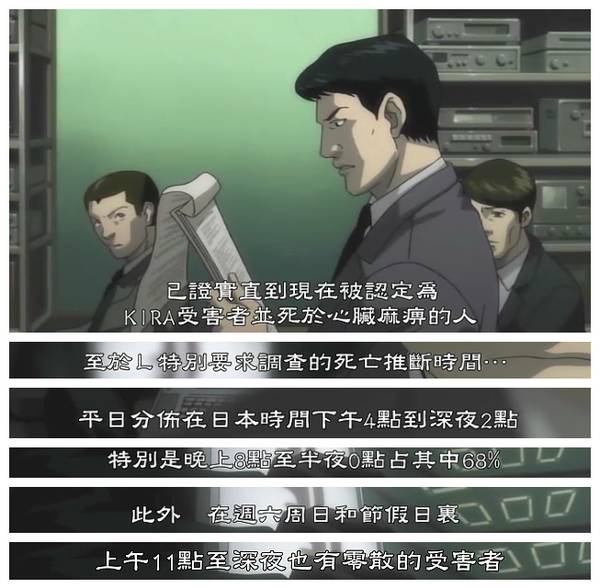 已證實直到現在被認定為
KIRA受害者並死於心臟麻痹的人
至於L特別要求調查的死亡推斷時間…
平日分佈在日本時間下午4點到深夜2點
特別是晚上8點至半夜0點占其中68%
此外 在週六周日和節假日裏
上午11點至深夜也有零散的受害者